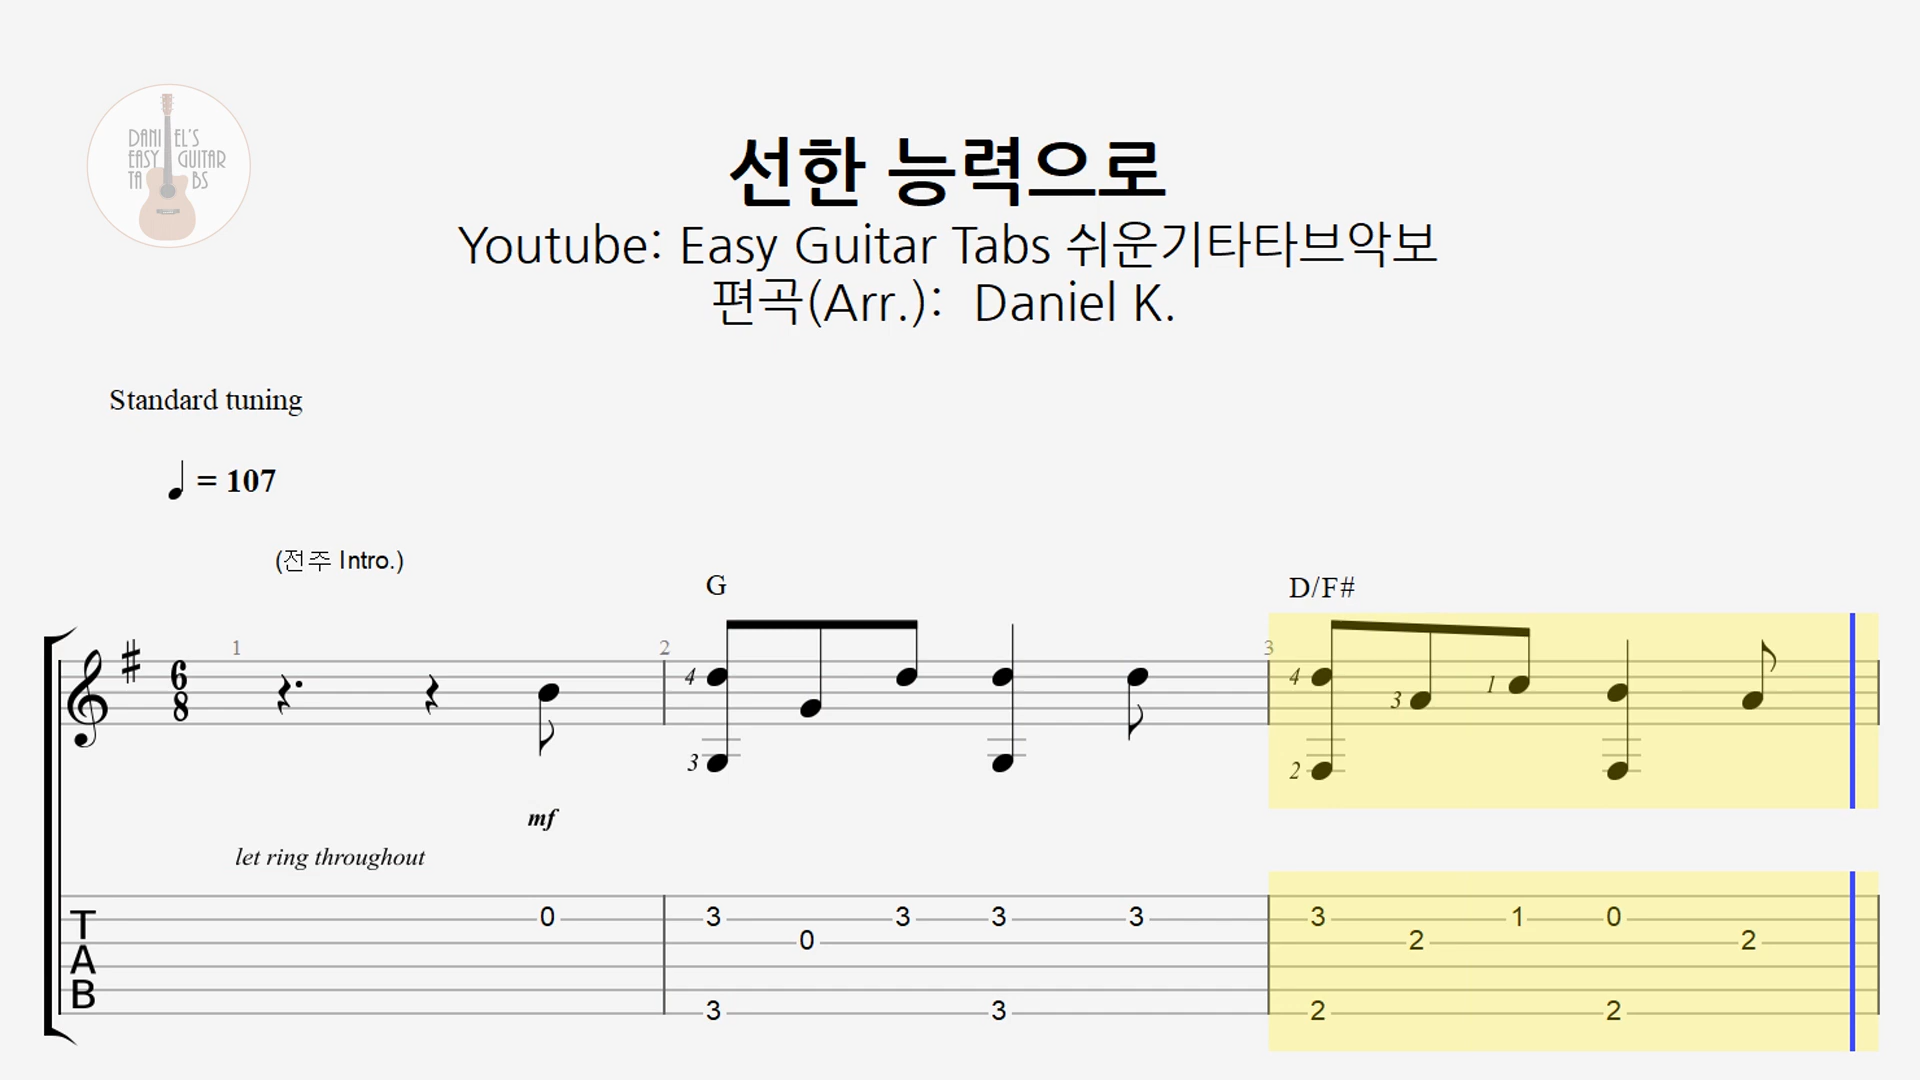 DANIEL'S
EASY GUITAR
TABS
선한 능력으로
Youtube: Easy Guitar Tabs 쉬운기타타브악보
편곡(Arr.): Daniel K.
Standard tuning
♩ = 107
(전주 Intro.)
G D/F#
1 2 3
6
8
4 4 3 1
3 2
mf
let ring throughout
T
A
B
0 3 3 3 3 3 1 0
0 2 2
3 3 2 2